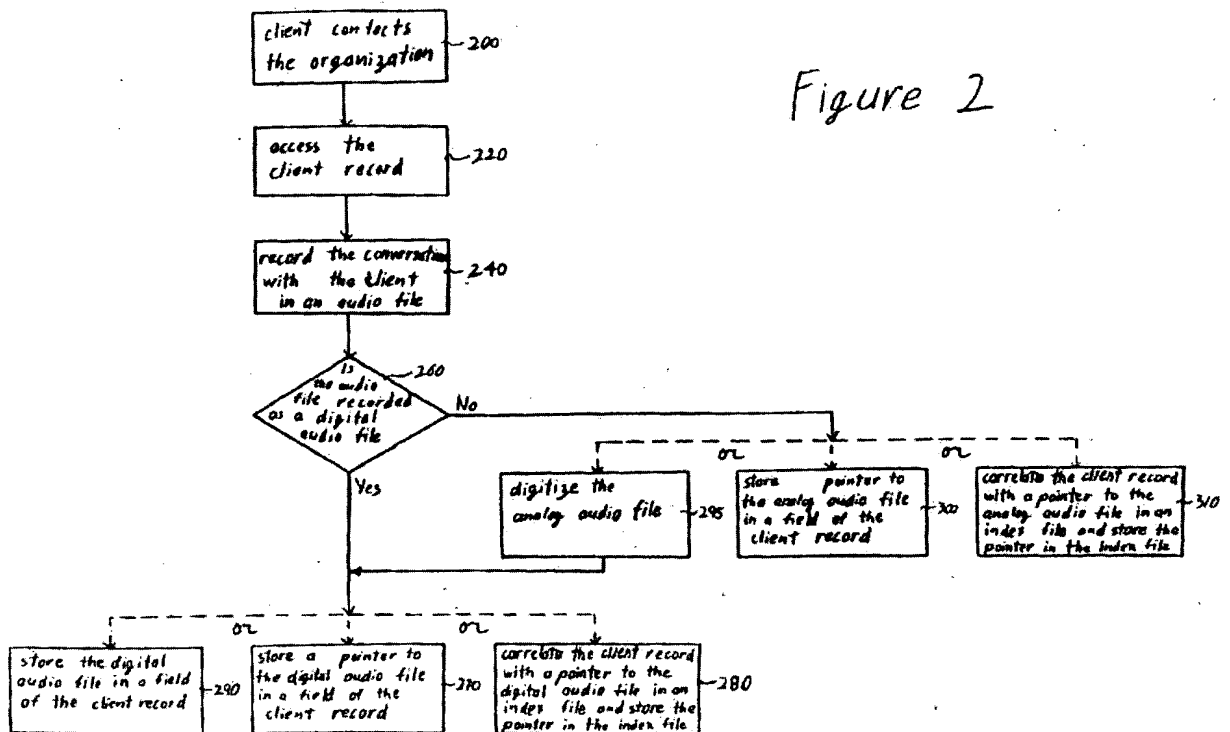 client contacts
the organization
200
Figure 2
access the
client record
220
record the conversation
with the client
in an audio file
240
Is
the audio
file recorded
as a digital
audio file
260
No
Yes
or
or
digitize the
analog audio file
295
store pointer to
the analog audio file
in a field of the
client record
300
correlate the client record
with a pointer to the
analog audio file in an
index file and store the
pointer in the index file
310
or
or
store the digital
audio file in a field
of the client record
290
store a pointer to
the digital audio file
in a field of the
client record
270
correlate the client record
with a pointer to the
digital audio file in an
index file and store the
pointer in the index file
280